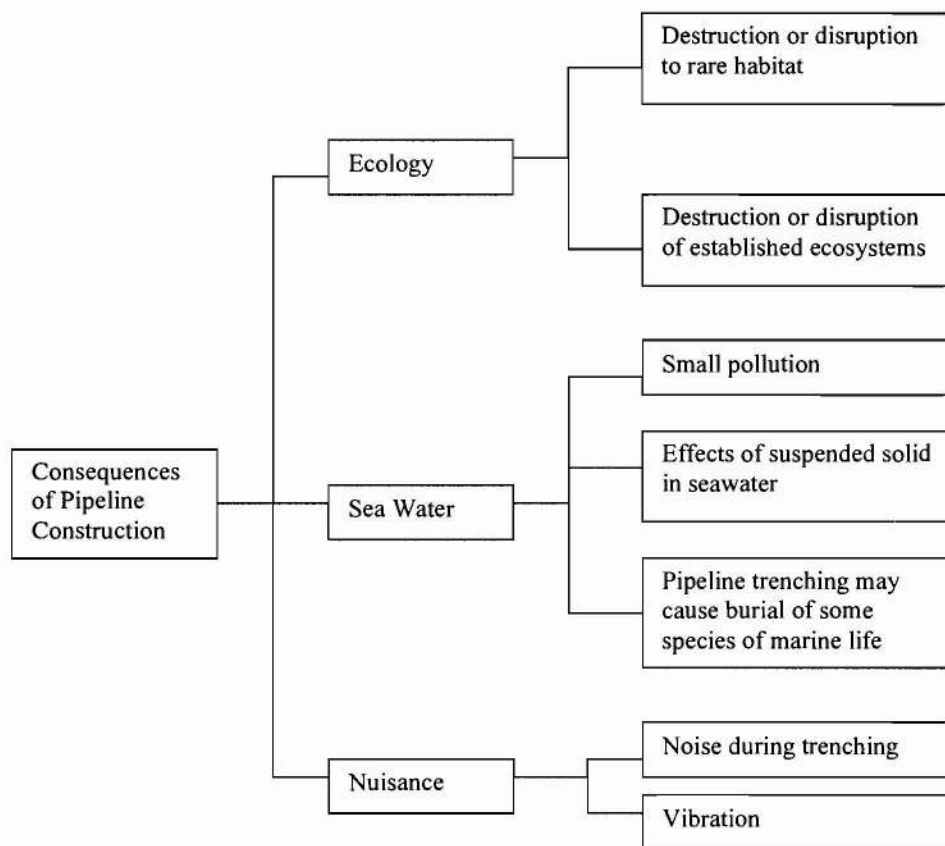 Destruction or disruption
to rare habitat
Ecology
Destruction or disruption
of established ecosystems
Small pollution
Effects of suspended solid
in seawater
Consequences
of Pipeline
Construction
Sea Water
Pipeline trenching may
cause burial of some
species of marine life
Noise during trenching
Nuisance
Vibration